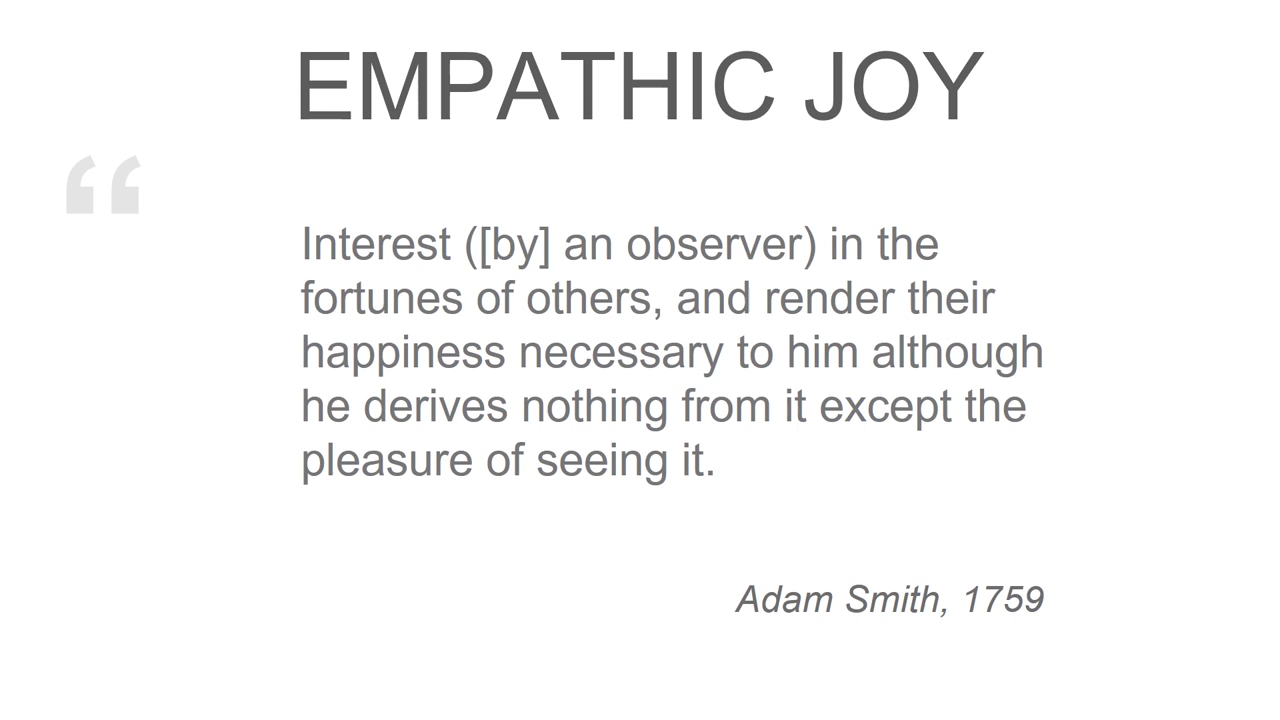 EMPATHIC JOY
“
Interest ([by] an observer) in the
fortunes of others, and render their
happiness necessary to him although
he derives nothing from it except the
pleasure of seeing it.
Adam Smith, 1759